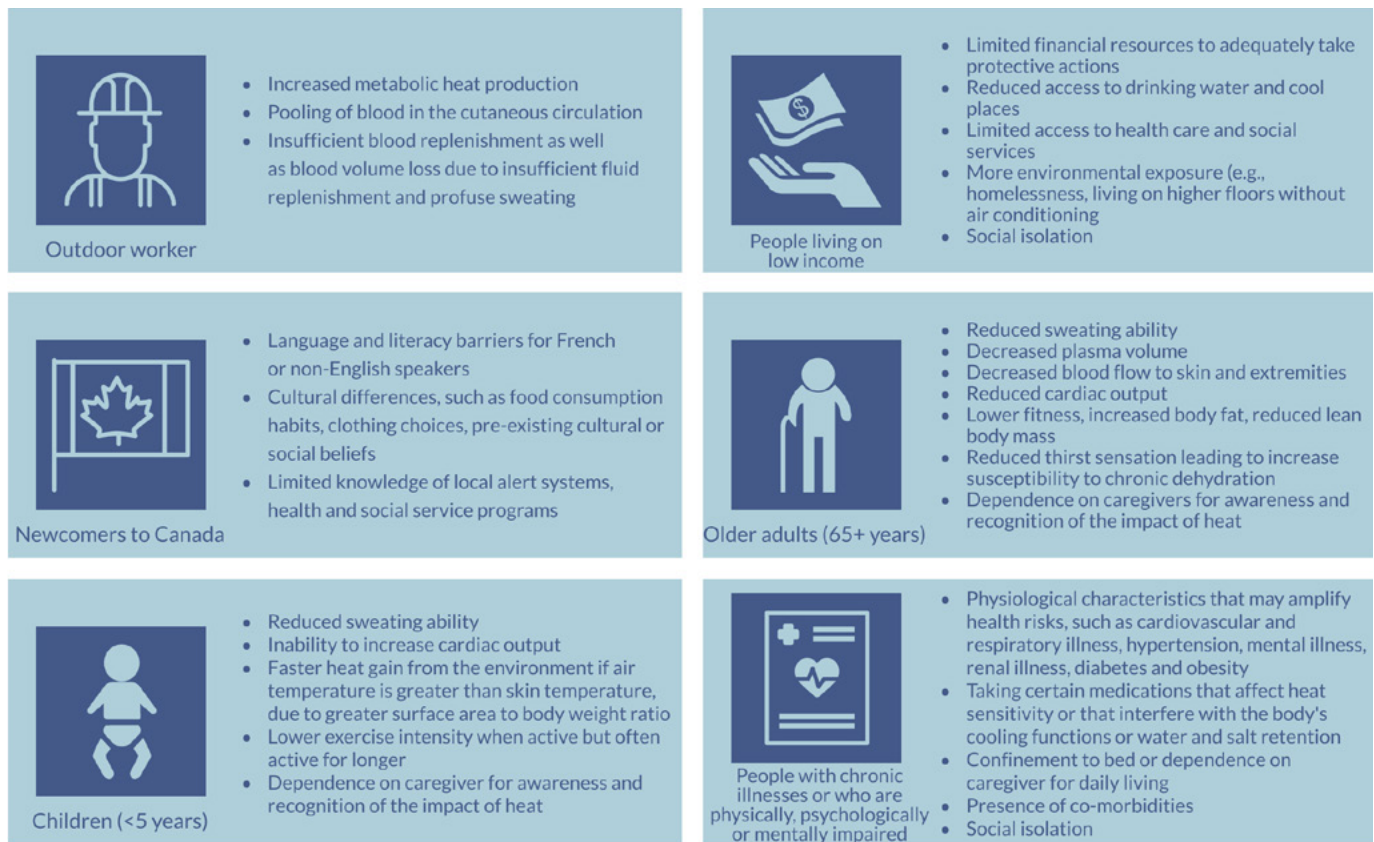 • Increased metabolic heat production
• Pooling of blood in the cutaneous circulation
• Insufficient blood replenishment as well
as blood volume loss due to insufficient fluid
replenishment and profuse sweating
Outdoor worker
• Limited financial resources to adequately take
protective actions
• Reduced access to drinking water and cool
places
• Limited access to health care and social
services
• More environmental exposure (e.g.,
homelessness, living on higher floors without
air conditioning
• Social isolation
$
People living on
low income
• Language and literacy barriers for French
or non-English speakers
• Cultural differences, such as food consumption
habits, clothing choices, pre-existing cultural or
social beliefs
• Limited knowledge of local alert systems,
health and social service programs
Newcomers to Canada
• Reduced sweating ability
• Decreased plasma volume
• Decreased blood flow to skin and extremities
• Reduced cardiac output
• Lower fitness, increased body fat, reduced lean
body mass
• Reduced thirst sensation leading to increase
susceptibility to chronic dehydration
• Dependence on caregivers for awareness and
recognition of the impact of heat
Older adults (65+ years)
• Reduced sweating ability
• Inability to increase cardiac output
• Faster heat gain from the environment if air
temperature is greater than skin temperature,
due to greater surface area to body weight ratio
• Lower exercise intensity when active but often
active for longer
• Dependence on caregiver for awareness and
recognition of the impact of heat
Children (<5 years)
• Physiological characteristics that may amplify
health risks, such as cardiovascular and
respiratory illness, hypertension, mental illness,
renal illness, diabetes and obesity
• Taking certain medications that affect heat
sensitivity or that interfere with the body's
cooling functions or water and salt retention
• Confinement to bed or dependence on
caregiver for daily living
• Presence of co-morbidities
• Social isolation
People with chronic
illnesses or who are
physically, psychologically
or mentally impaired